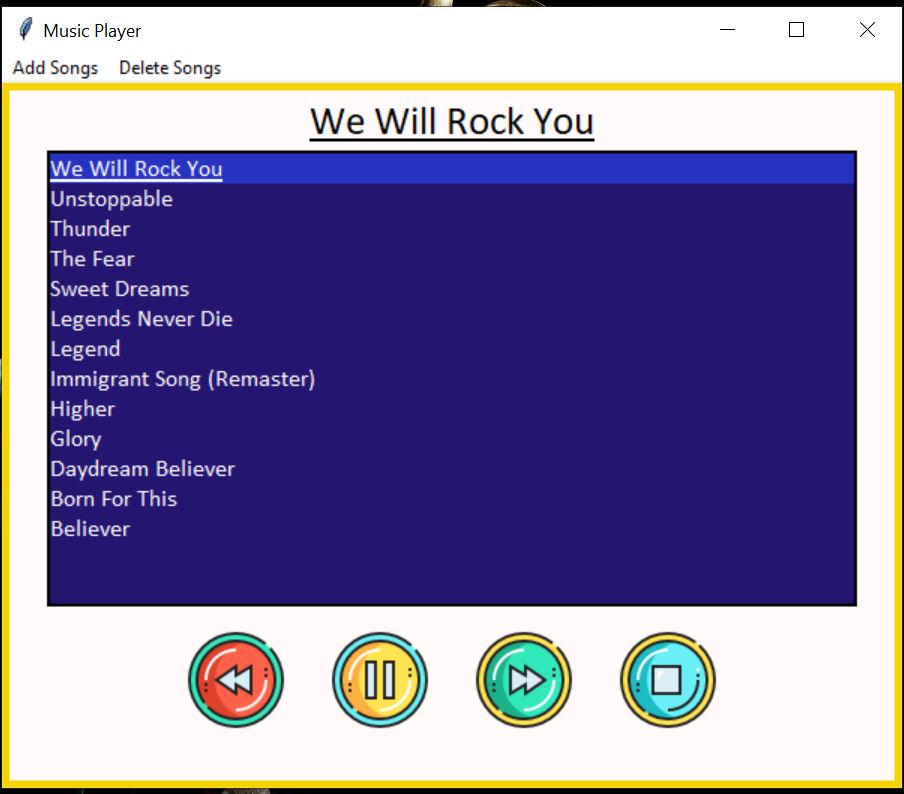 Music Player
Add Songs Delete Songs
We Will Rock You
We Will Rock You
Unstoppable
Thunder
The Fear
Sweet Dreams
Legends Never Die
Legend
Immigrant Song (Remaster)
Higher
Glory
Daydream Believer
Born For This
Believer